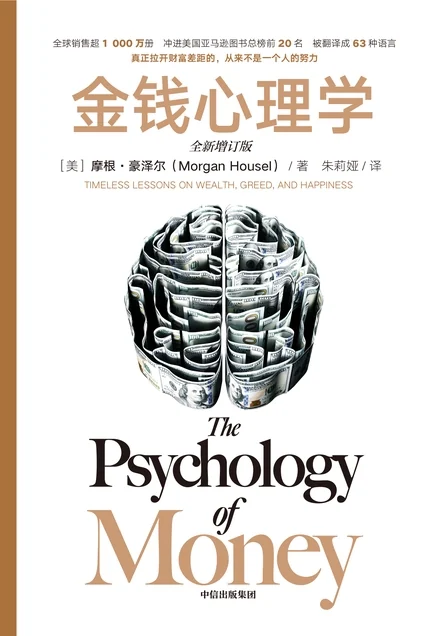 全球销售超 1 000 万册 冲进美国亚马逊图书总榜前 20 名 被翻译成 63 种语言
真正拉开财富差距的，从来不是一个人的努力
金钱心理学
全新增订版
［美］摩根·豪泽尔（Morgan Housel）/ 著 朱莉娅 / 译
TIMELESS LESSONS ON WEALTH, GREED, AND HAPPINESS
The
Psychology
of
Money
中信出版集团